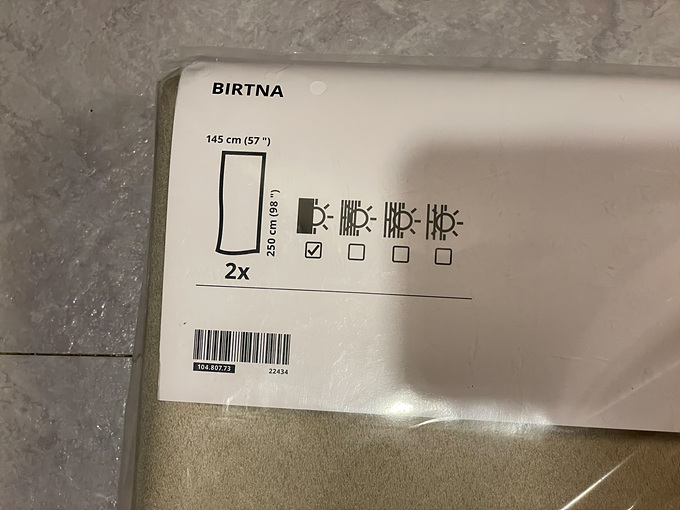 BIRTNA
145 cm (57 ")
250 cm (98 ")
2x
104.807.73
22434